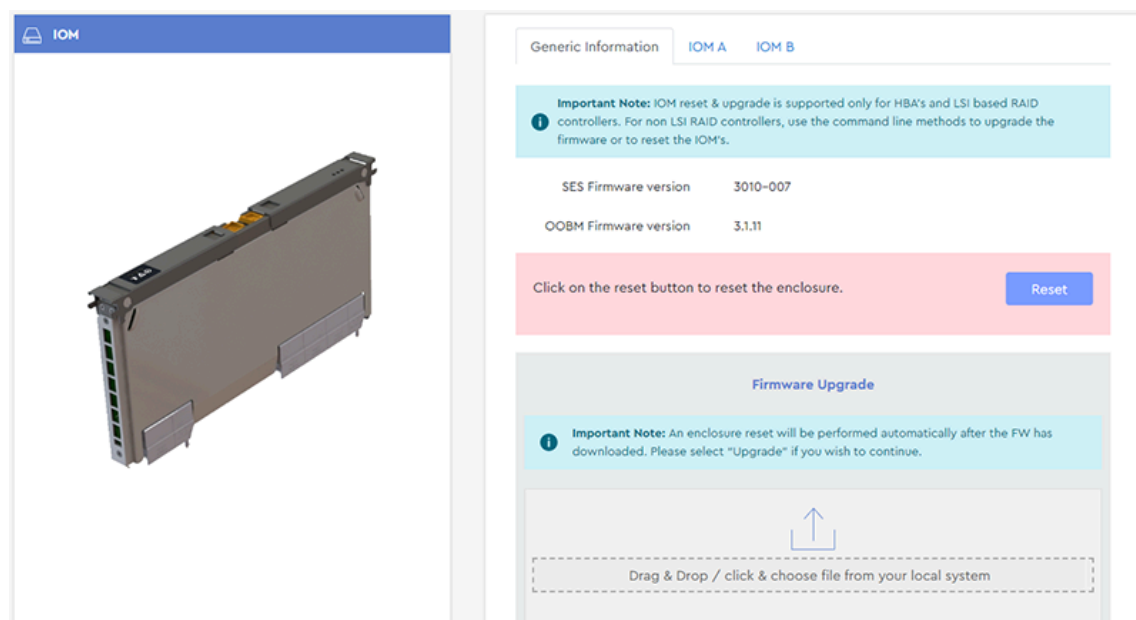 IOM
Generic Information IOM A IOM B
Important Note: IOM reset & upgrade is supported only for HBA's and LSI based RAID
controllers. For non LSI RAID controllers, use the command line methods to upgrade the
firmware or to reset the IOM's.
SES Firmware version 3010-007
OOBM Firmware version 3.1.11
Click on the reset button to reset the enclosure.
Reset
Firmware Upgrade
Important Note: An enclosure reset will be performed automatically after the FW has
downloaded. Please select "Upgrade" if you wish to continue.
Drag & Drop / click & choose file from your local system